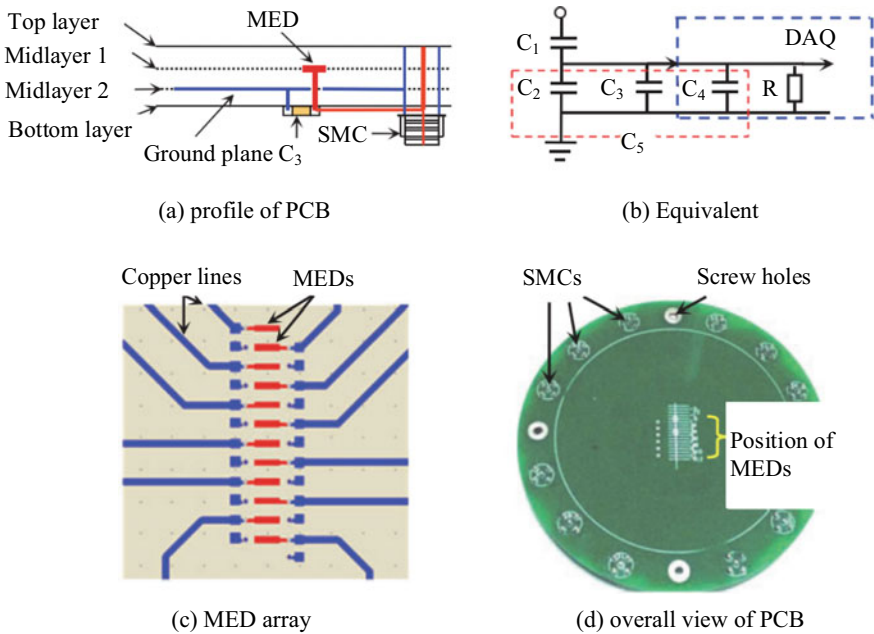 Top layer
Midlayer 1
Midlayer 2
Bottom layer
MED
SMC
Ground plane C3
(a) profile of PCB
C1
C2
C3
C4
R
DAQ
C5
(b) Equivalent
Copper lines
MEDs
(c) MED array
SMCs
Screw holes
Position of
MEDs
(d) overall view of PCB